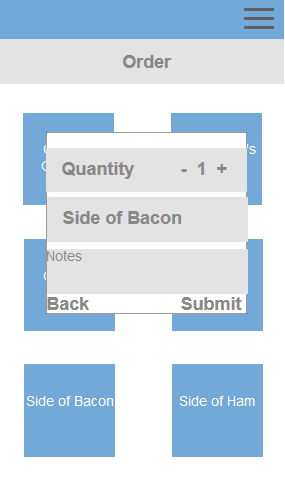 Order
Quantity - 1 +
Side of Bacon
Notes
Back Submit
Side of Bacon Side of Ham